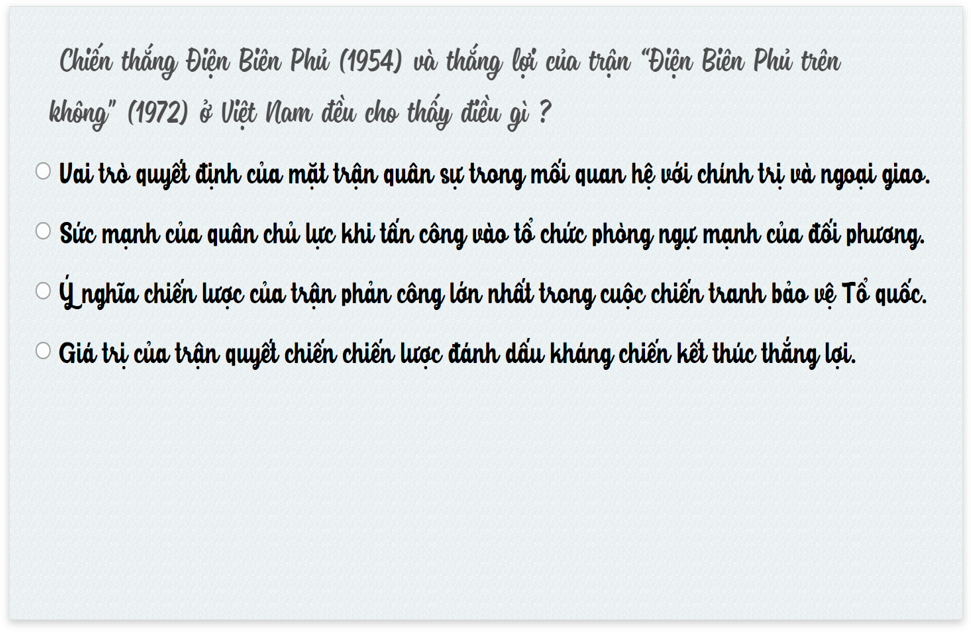 Chiến thắng Điện Biên Phủ (1954) và thắng lợi của trận “Điện Biên Phủ trên
không” (1972) ở Việt Nam đều cho thấy điều gì ?
Vai trò quyết định của mặt trận quân sự trong mối quan hệ với chính trị và ngoại giao.
Sức mạnh của quân chủ lực khi tấn công vào tổ chức phòng ngự mạnh của đối phương.
Ý nghĩa chiến lược của trận phản công lớn nhất trong cuộc chiến tranh bảo vệ Tổ quốc.
Giá trị của trận quyết chiến chiến lược đánh dấu kháng chiến kết thúc thắng lợi.